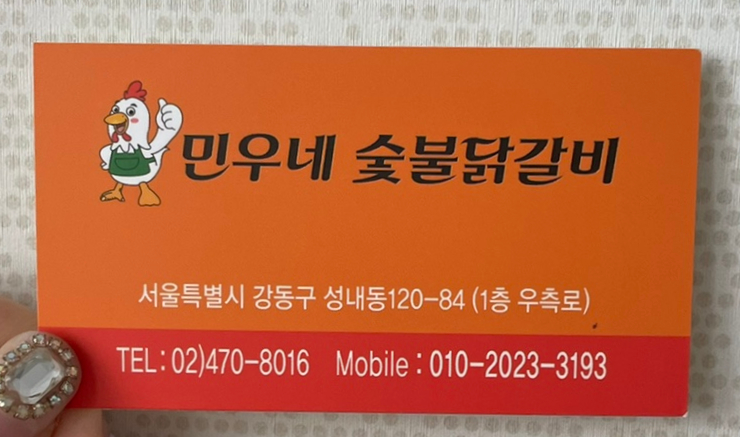 민우네 숯불닭갈비
서울특별시 강동구 성내동120-84 (1층 우측로)
TEL : 02)470-8016 Mobile : 010-2023-3193